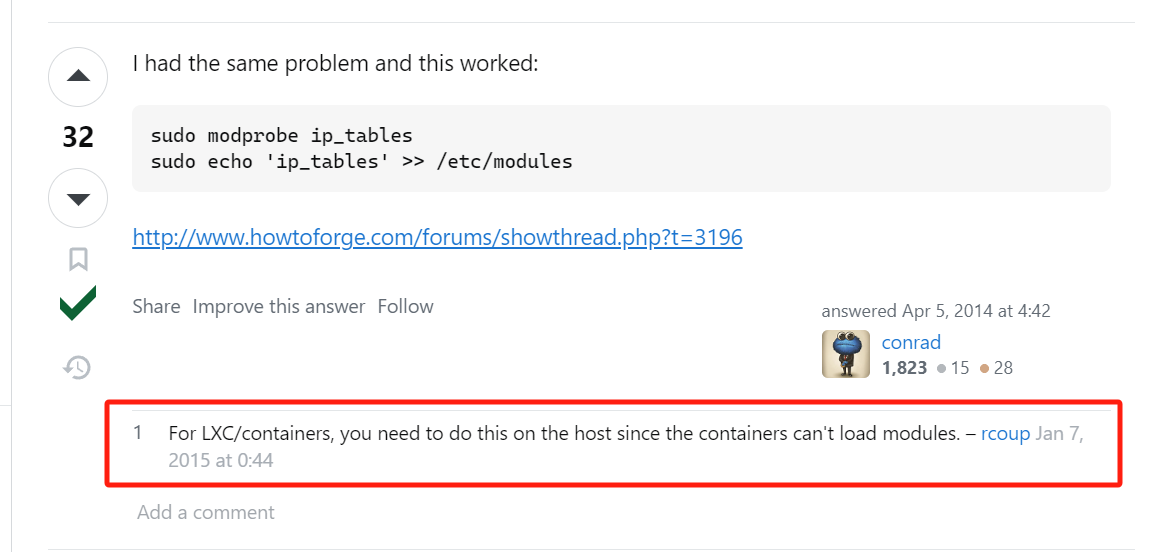 I had the same problem and this worked:
32
sudo modprobe ip_tables
sudo echo 'ip_tables' >> /etc/modules
http://www.howtoforge.com/forums/showthread.php?t=3196
Share Improve this answer Follow
answered Apr 5, 2014 at 4:42
conrad
1,823 15 28
1 For LXC/containers, you need to do this on the host since the containers can't load modules. – rcoup Jan 7,
2015 at 0:44
Add a comment